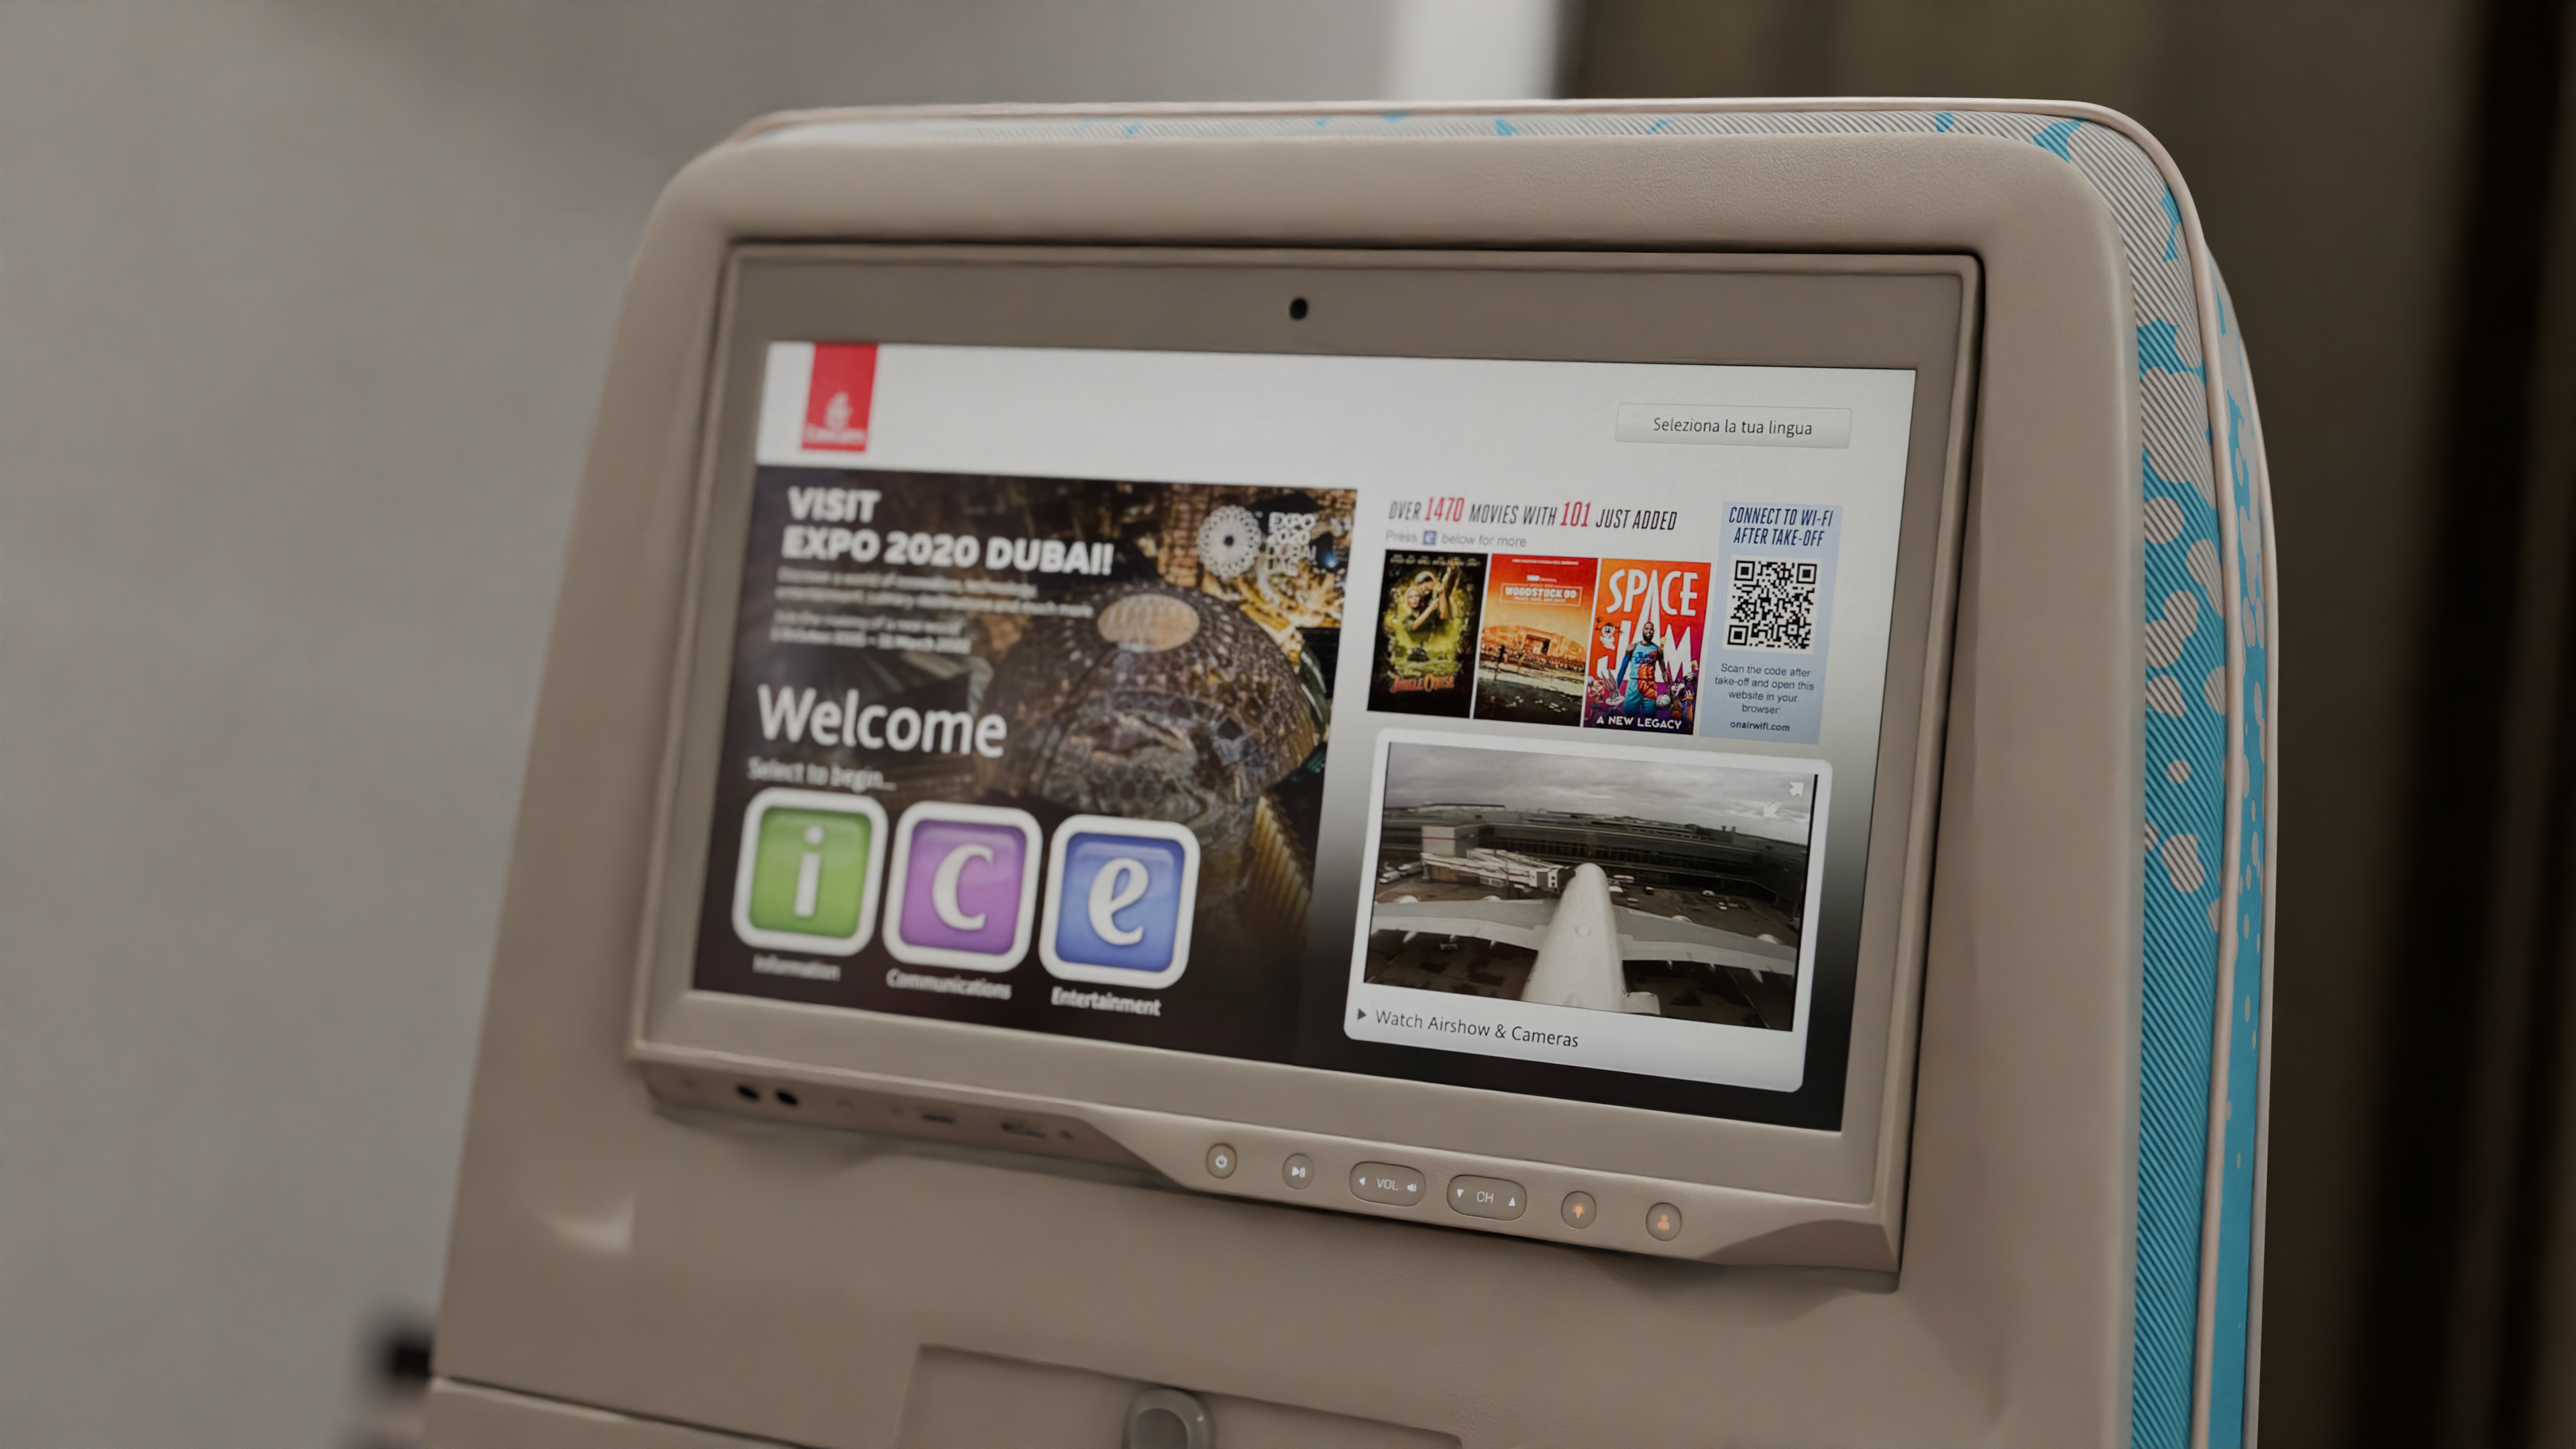 Emirates
Seleziona la tua lingua
VISIT
EXPO 2020 DUBAI!
EXPO
2020
DUBAI
UAE
Welcome
Select to begin...
i
c
e
Information
Communications
Entertainment
OVER 1470 MOVIES WITH 101 JUST ADDED
Press e below for more
JUNGLE CRUISE
WOODSTOCK 99
SPACE
JAM
A NEW LEGACY
CONNECT TO WI-FI
AFTER TAKE-OFF
Scan the code after
take-off and open this
website in your
browser:
onairwifi.com
Watch Airshow & Cameras
VOL
CH